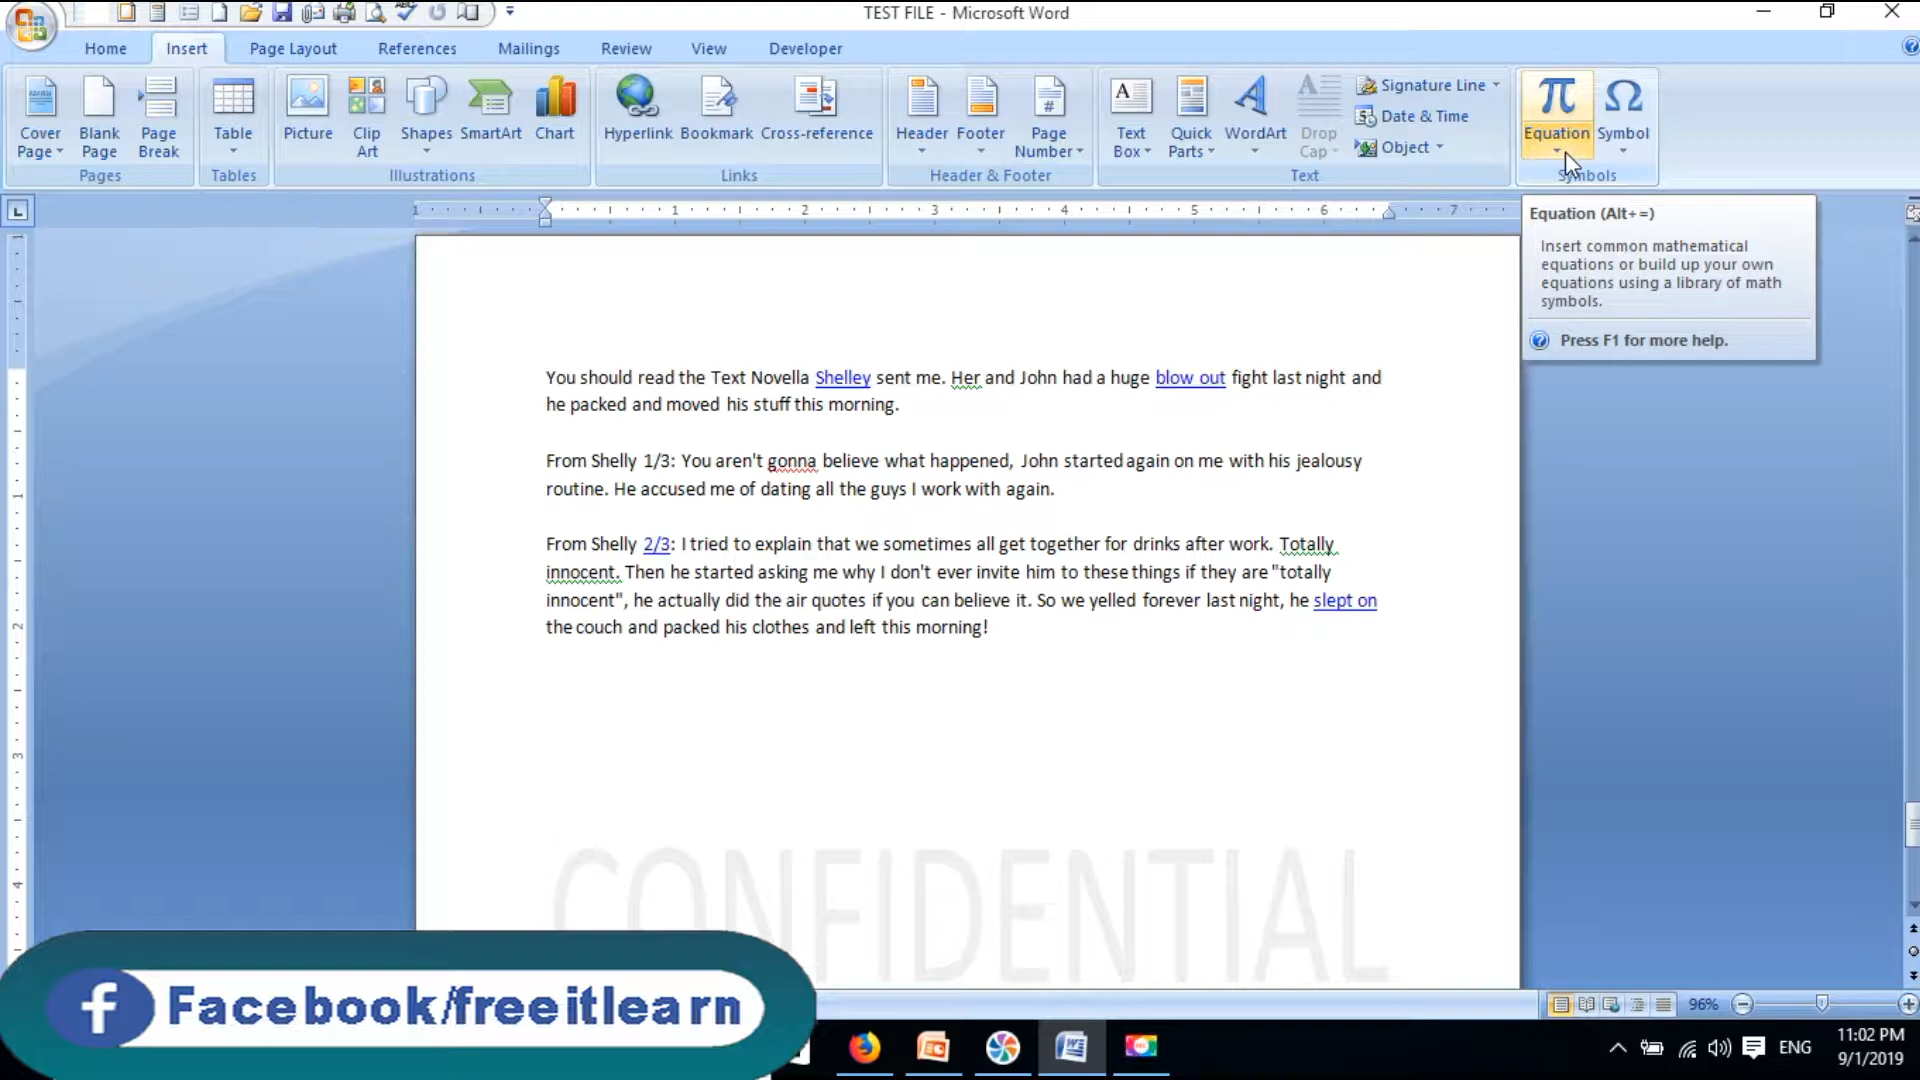 TEST FILE - Microsoft Word
Home Insert Page Layout References Mailings Review View Developer
Cover Page Blank Page Page Break
Pages
Table
Tables
Picture Clip Art Shapes SmartArt Chart
Illustrations
Hyperlink Bookmark Cross-reference
Links
Header Footer Page Number
Header & Footer
Text Box Quick Parts WordArt Drop Cap
Signature Line
Date & Time
Object
Text
Equation Symbol
Symbols
1 1 2 3 4 5 6 7
Equation (Alt+=)
Insert common mathematical
equations or build up your own
equations using a library of math
symbols.
Press F1 for more help.
You should read the Text Novella Shelley sent me. Her and John had a huge blow out fight last night and
he packed and moved his stuff this morning.
From Shelly 1/3: You aren't gonna believe what happened, John started again on me with his jealousy
routine. He accused me of dating all the guys I work with again.
From Shelly 2/3: I tried to explain that we sometimes all get together for drinks after work. Totally
innocent. Then he started asking me why I don't ever invite him to these things if they are "totally
innocent", he actually did the air quotes if you can believe it. So we yelled forever last night, he slept on
the couch and packed his clothes and left this morning!
CONFIDENTIAL
Facebook/freeitlearn
96%
ENG
11:02 PM
9/1/2019